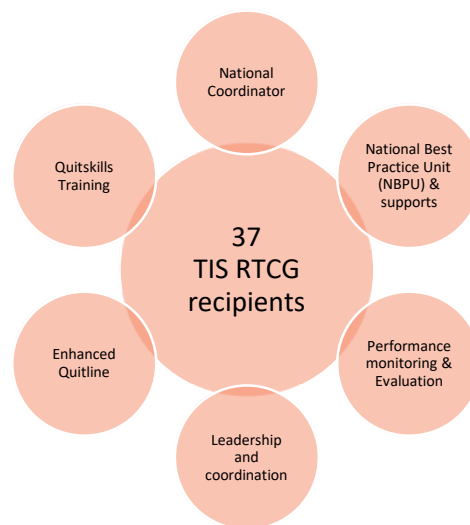 National
Coordinator
Quitskills
Training
National Best
Practice Unit
(NBPU) &
supports
37
TIS RTCG
recipients
Enhanced
Quitline
Performance
monitoring &
Evaluation
Leadership
and
coordination